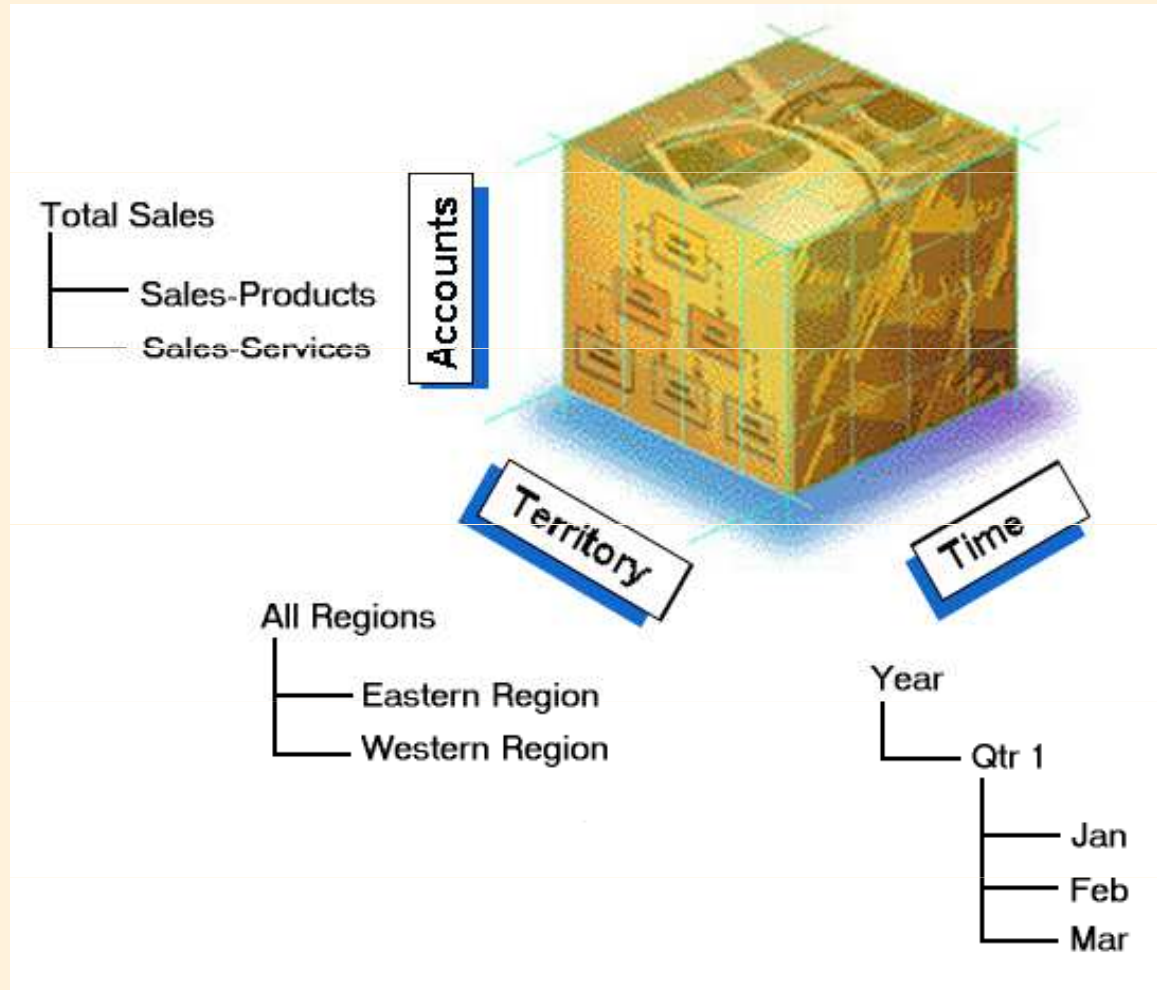 Total Sales
Sales-Products
Sales-Services
Accounts
Territory
Time
All Regions
Eastern Region
Western Region
Year
Qtr 1
Jan
Feb
Mar